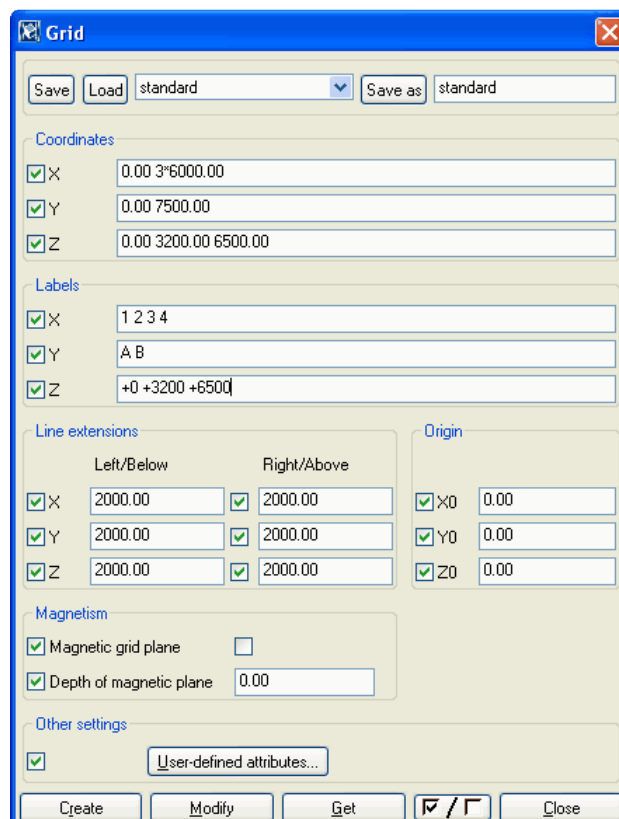 Grid
Save Load standard Save as standard
Coordinates
X 0.00 3*6000.00
Y 0.00 7500.00
Z 0.00 3200.00 6500.00
Labels
X 1 2 3 4
Y A B
Z +0 +3200 +6500
Line extensions Origin
Left/Below Right/Above
X 2000.00 2000.00 X0 0.00
Y 2000.00 2000.00 Y0 0.00
Z 2000.00 2000.00 Z0 0.00
Magnetism
Magnetic grid plane
Depth of magnetic plane 0.00
Other settings
User-defined attributes...
Create Modify Get / Close